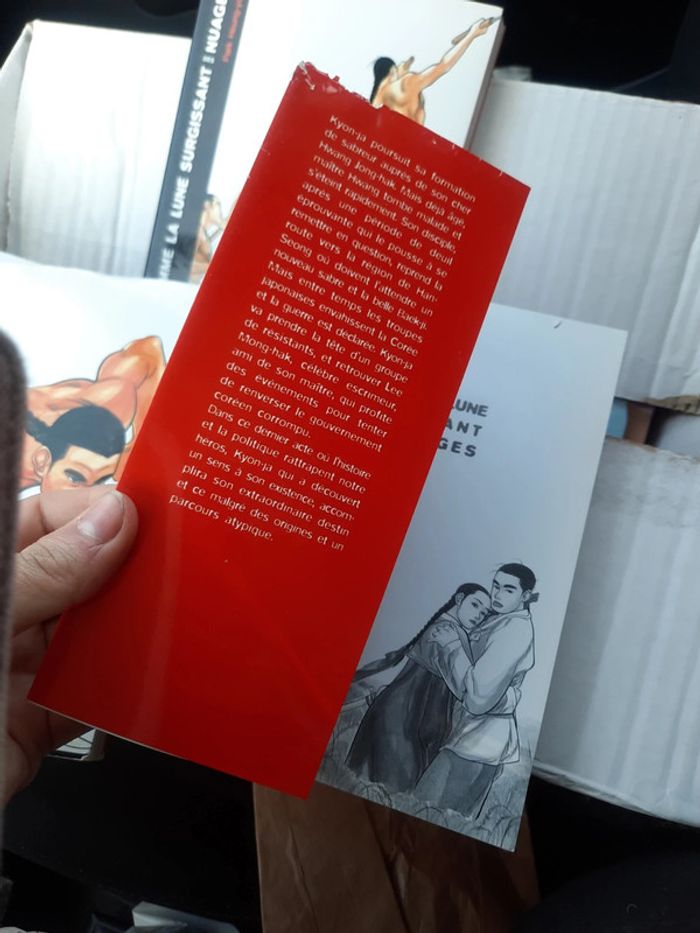 LA LUNE SURGISSANT DES NUAGES
Kyon-ja poursuit sa formation
de sabreur auprès de son cher
Hwang Jong-hak. Mais déjà âgé,
maître Hwang tombe malade et
s'éteint rapidement. Son disciple,
après une période de deuil
éprouvante qui le pousse à se
remettre en question, reprend la
route vers la région de Han-
Seong où doivent l'attendre un
nouveau sabre et la belle Baek-ji.
Mais entre temps les troupes
japonaises envahissent la Corée
et la guerre est déclarée. Kyon-ja
va prendre la tête d'un groupe
de résistants, et retrouver Lee
Mong-hak, célèbre escrimeur,
ami de son maître, qui profite
des événements pour tenter
de renverser le gouvernement
coréen corrompu.
Dans ce dernier acte où l'histoire
et la politique rattrapent notre
héros, Kyon-ja qui a découvert
un sens à son existence, accom-
plira son extraordinaire destin
et ce malgré des origines et un
parcours atypique.
LUNE
ANT
GES